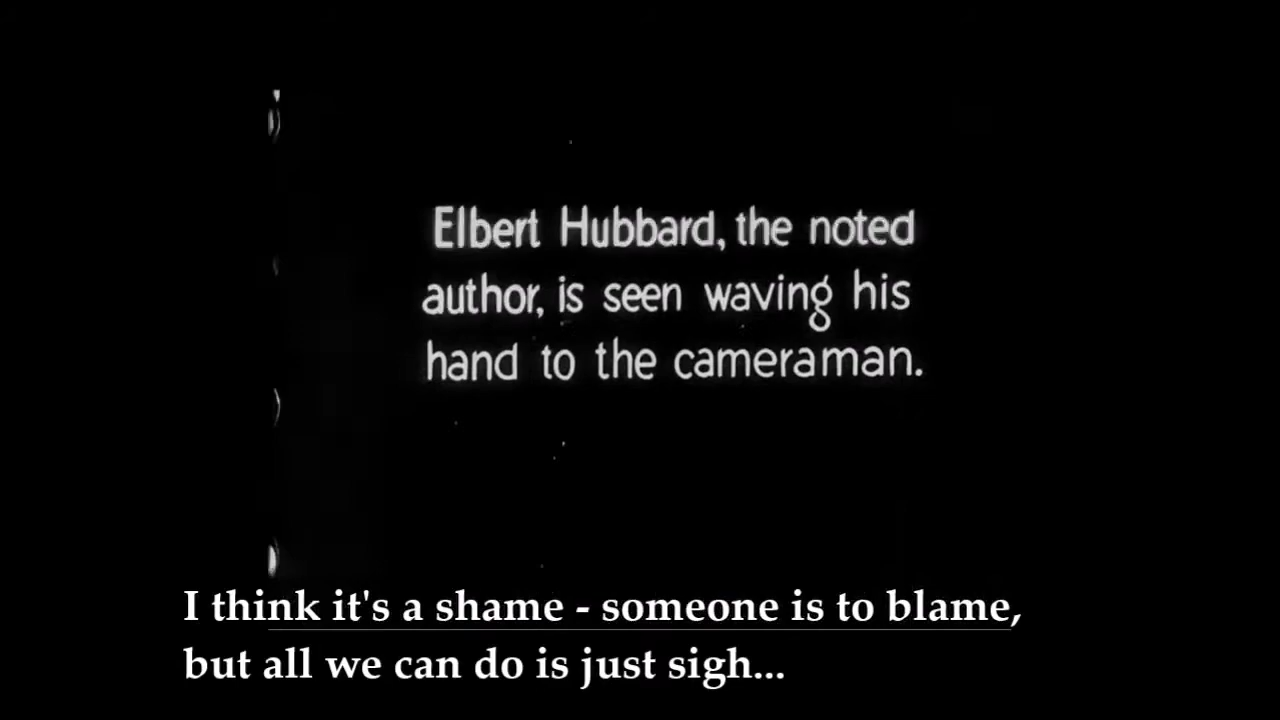 Elbert Hubbard, the noted
author, is seen waving his
hand to the cameraman.
I think it's a shame - someone is to blame,
but all we can do is just sigh...